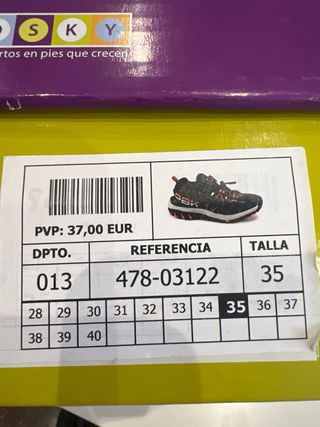 O S K Y
rtos en pies que crecen
PVP: 37,00 EUR
DPTO. REFERENCIA TALLA
013 478-03122 35
28 29 30 31 32 33 34 35 36 37
38 39 40